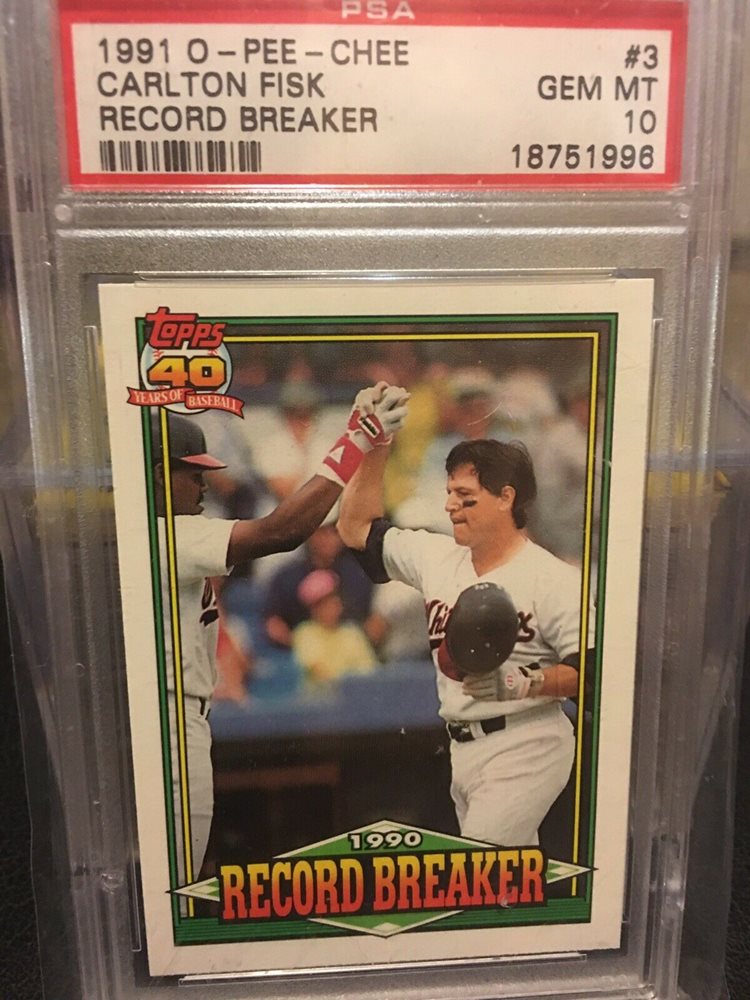 PSA
1991 O-PEE-CHEE #3
CARLTON FISK GEM MT
RECORD BREAKER 10
18751996
Topps
40
YEARS OF BASEBALL
1990
RECORD BREAKER